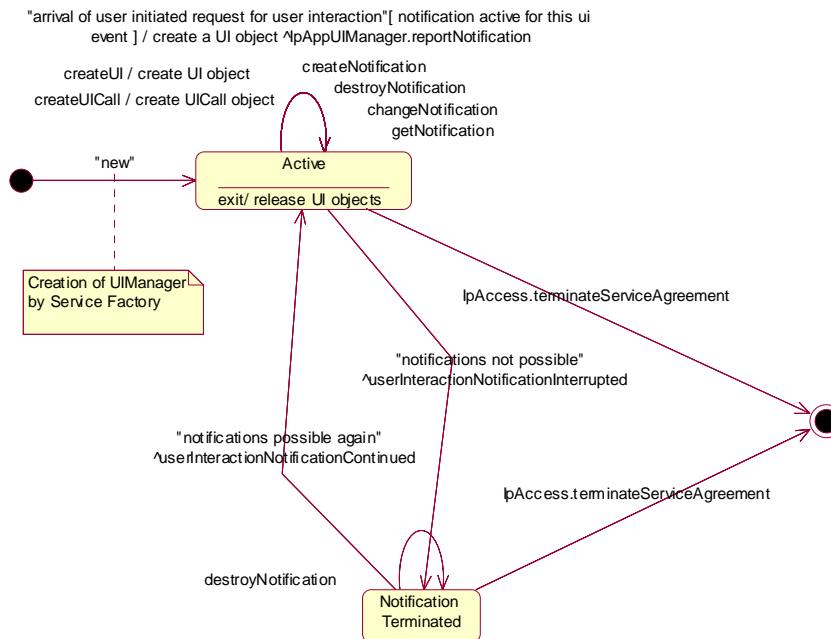 "arrival of user initiated request for user interaction"[ notification active for this ui
event ] / create a UI object ^IpAppUIManager.reportNotification
createUI / create UI object
createUICall / create UICall object
createNotification
destroyNotification
changeNotification
getNotification
"new"
Active
exit/ release UI objects
Creation of UIManager
by Service Factory
IpAccess.terminateServiceAgreement
"notifications not possible"
^userInteractionNotificationInterrupted
"notifications possible again"
^userInteractionNotificationContinued
IpAccess.terminateServiceAgreement
destroyNotification
Notification
Terminated